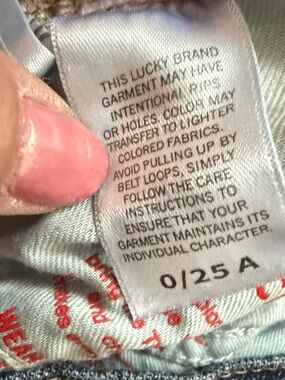 THIS LUCKY BRAND
GARMENT MAY HAVE
INTENTIONAL RIPS
OR HOLES. COLOR MAY
TRANSFER TO LIGHTER
COLORED FABRICS.
AVOID PULLING UP BY
BELT LOOPS, SIMPLY
FOLLOW THE CARE
INSTRUCTIONS TO
ENSURE THAT YOUR
GARMENT MAINTAINS ITS
INDIVIDUAL CHARACTER.
0/25 A